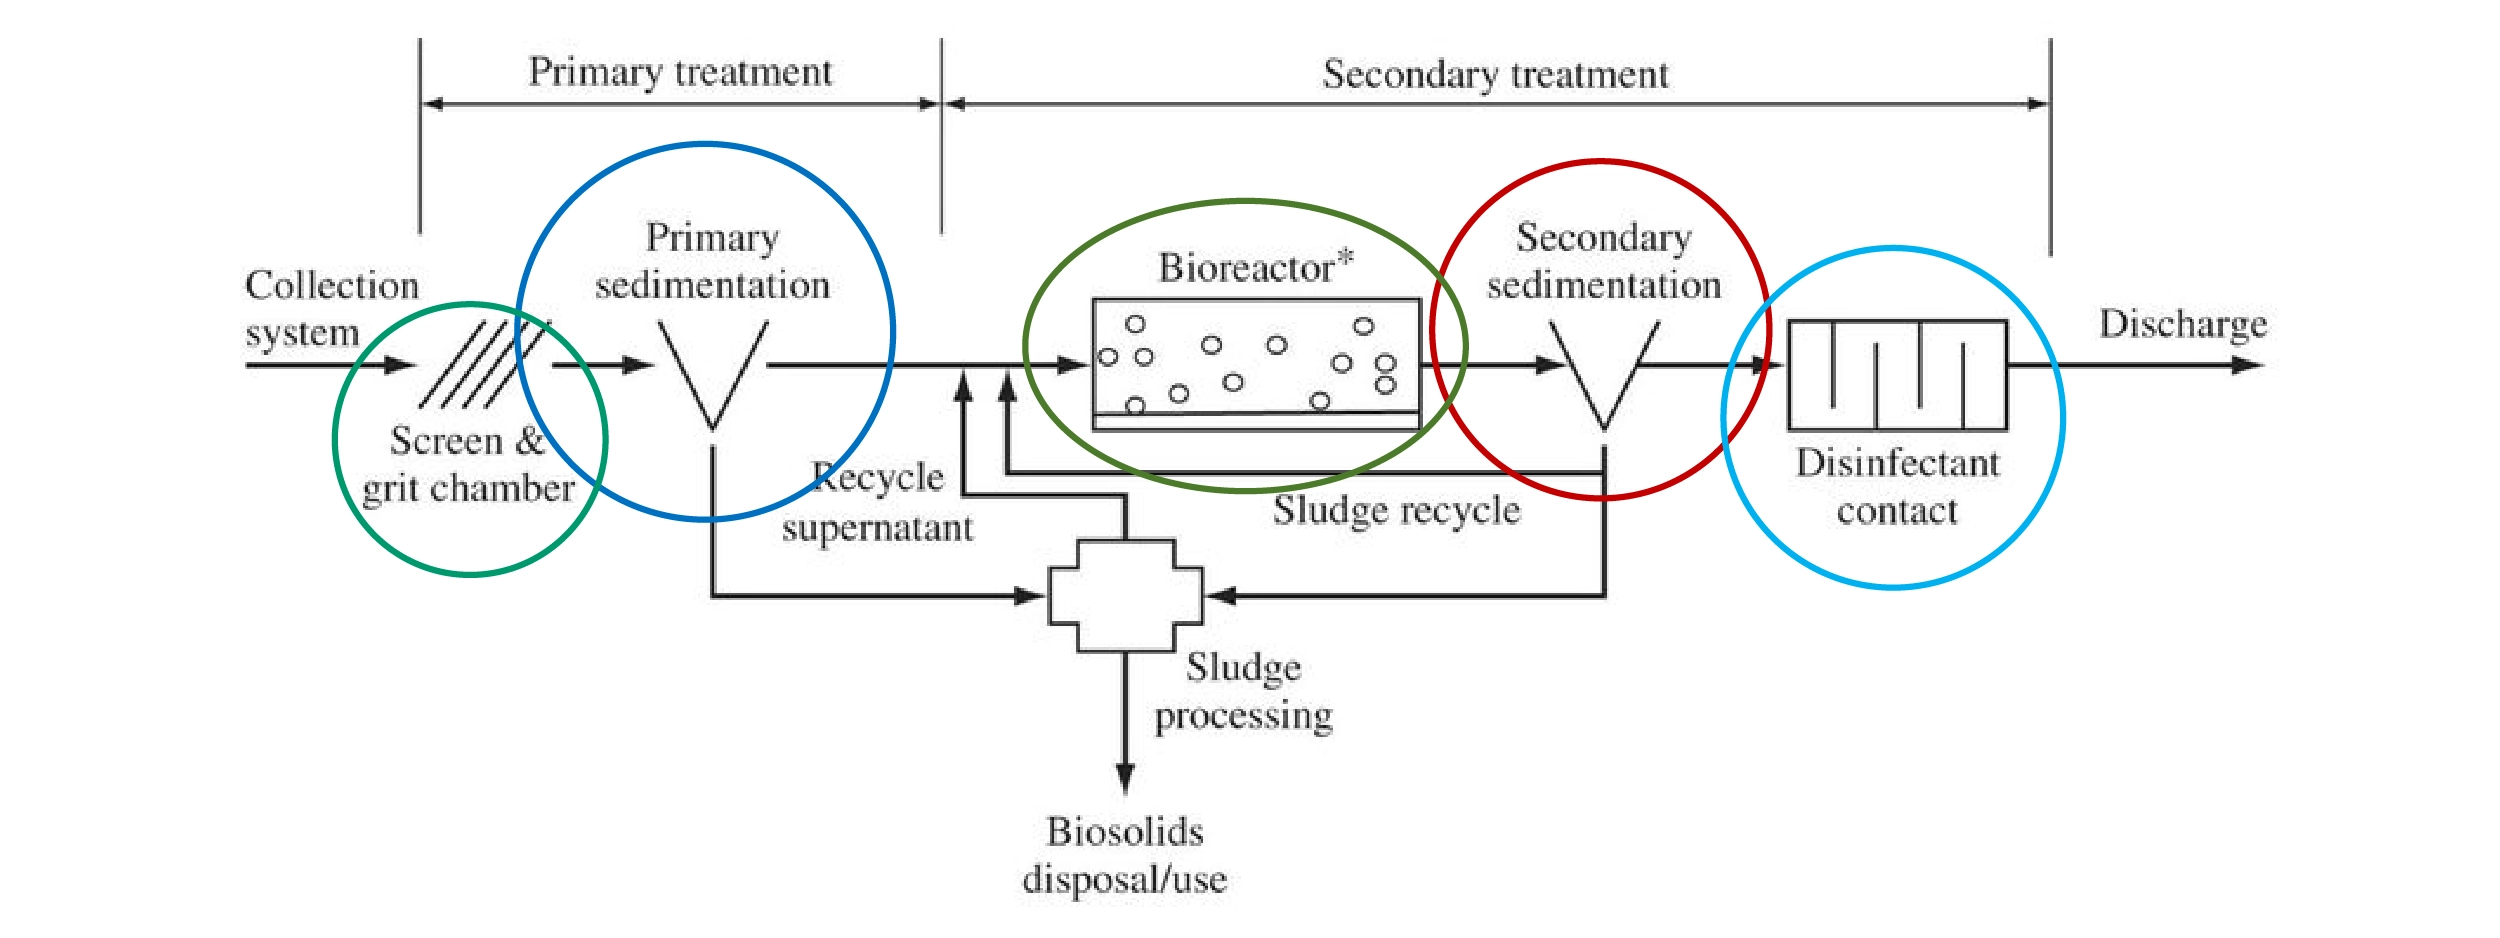 Primary treatment
Secondary treatment
Collection
system
Screen &
grit chamber
Primary
sedimentation
Bioreactor*
Secondary
sedimentation
Disinfectant
contact
Discharge
Recycle
supernatant
Sludge recycle
Sludge
processing
Biosolids
disposal/use